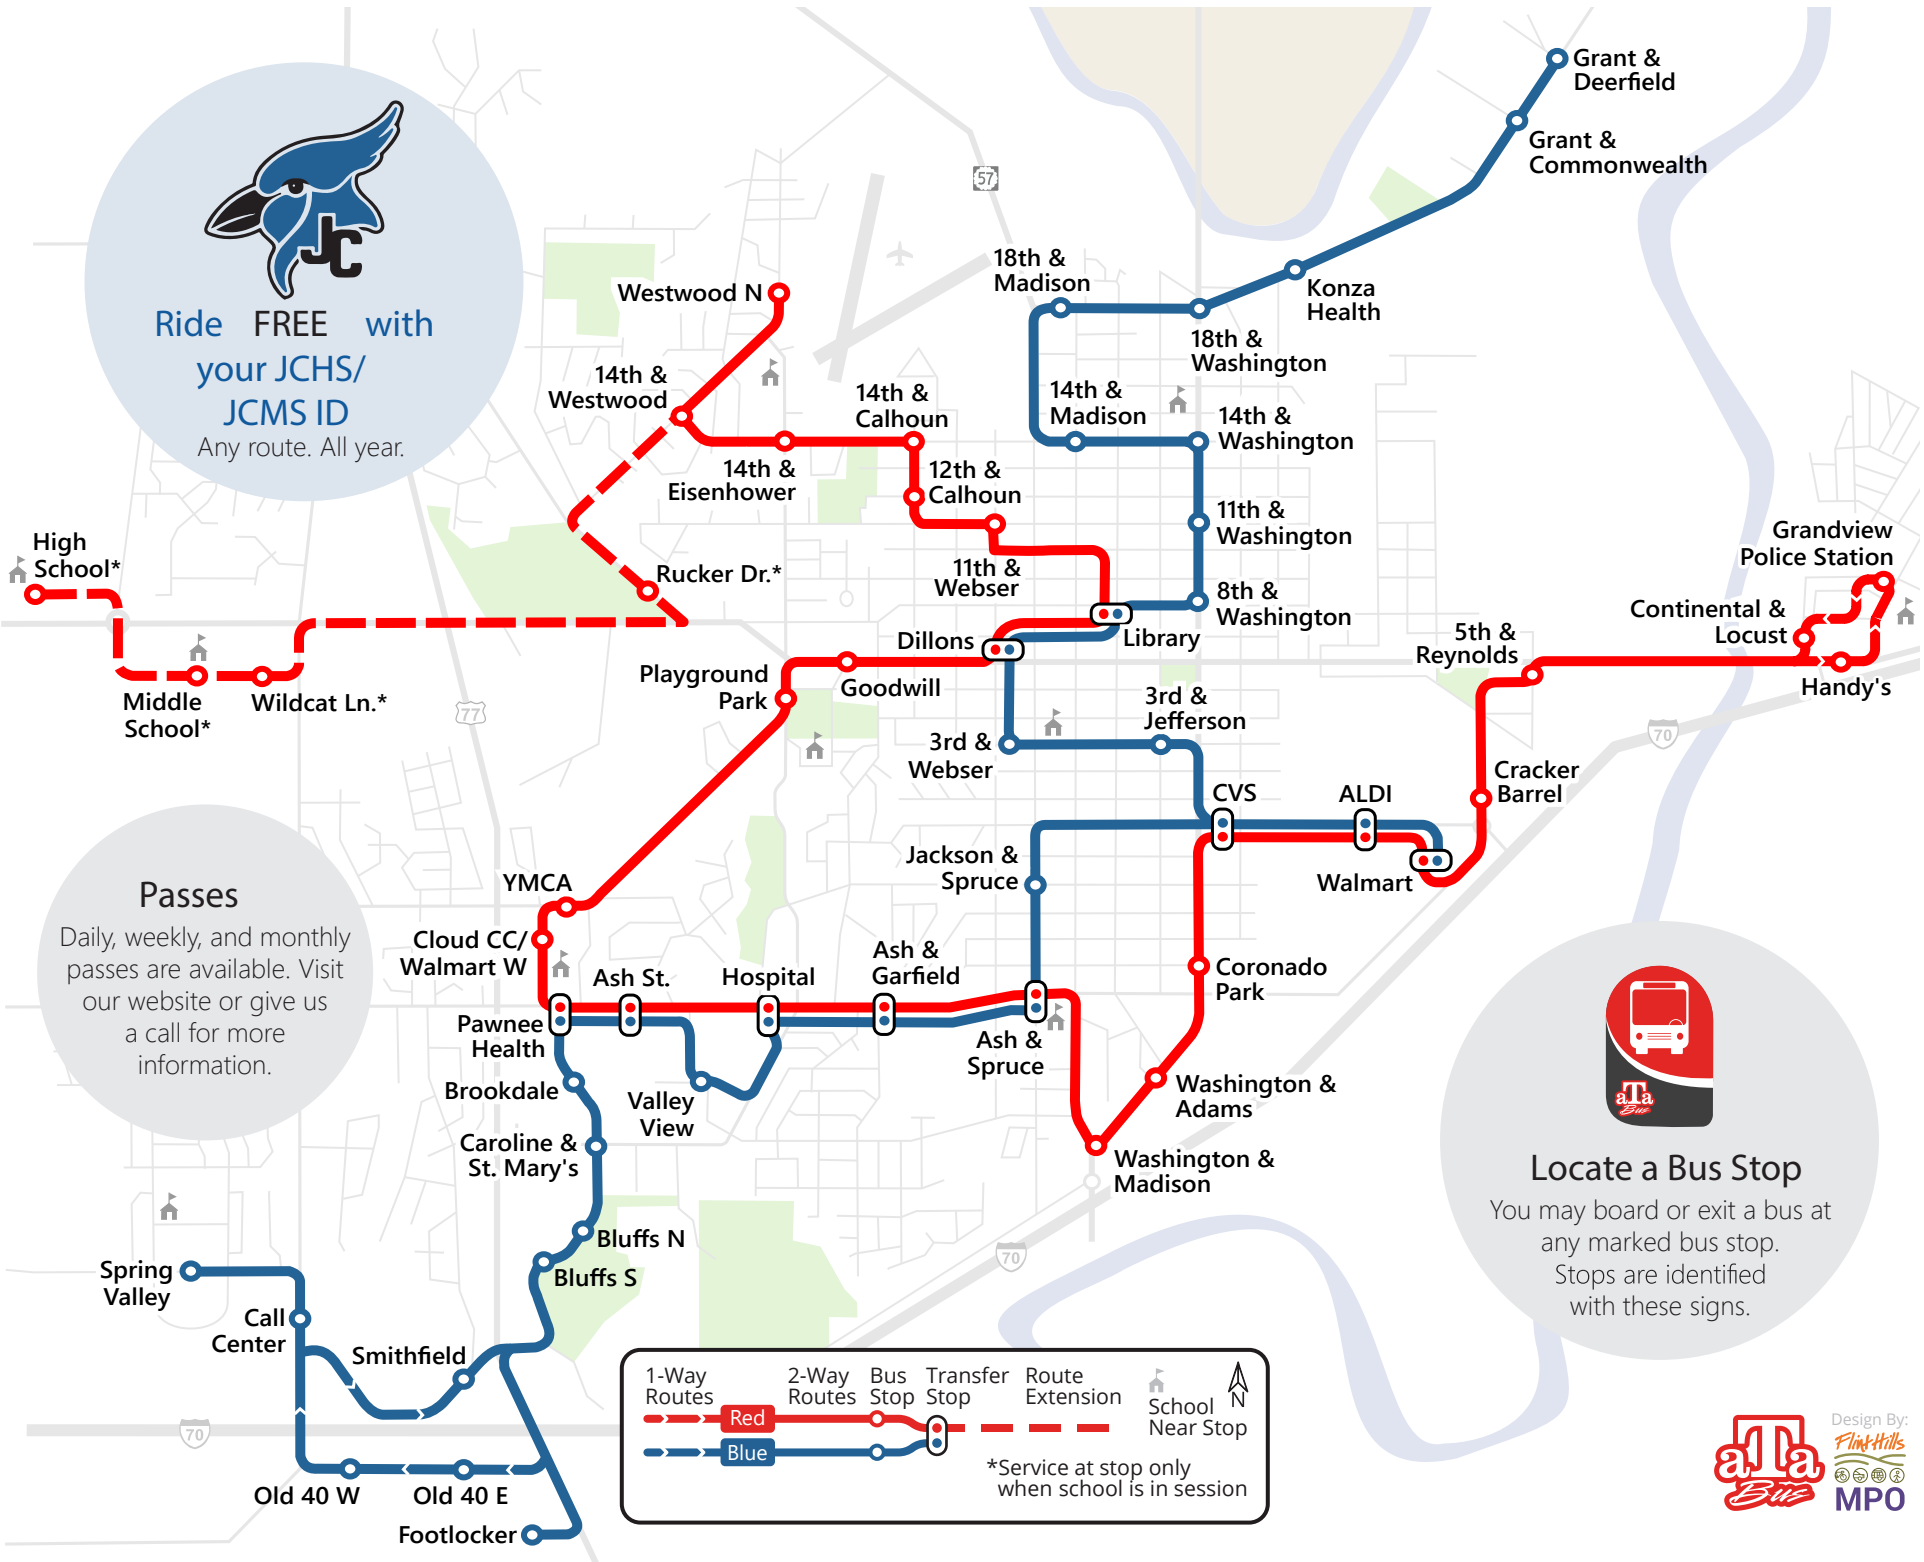 Grant &
Deerfield
Grant &
Commonwealth
57
JC
Ride FREE with
your JCHS/
JCMS ID
Any route. All year.
18th &
Madison
Konza
Health
Westwood N
18th &
Washington
14th &
Westwood
14th &
Calhoun
14th &
Madison
14th &
Washington
14th &
Eisenhower
12th &
Calhoun
11th &
Washington
High
School*
Grandview
Police Station
11th &
Webser
Rucker Dr.*
8th &
Washington
Continental &
Locust
Dillons
Library
5th &
Reynolds
Playground
Park
Goodwill
Handy's
Middle
School*
Wildcat Ln.*
77
3rd &
Jefferson
70
3rd &
Webser
Cracker
Barrel
CVS
ALDI
Jackson &
Spruce
Walmart
YMCA
Passes
Daily, weekly, and monthly
passes are available. Visit
our website or give us
a call for more
information.
Cloud CC/
Walmart W
Ash St.
Hospital
Ash &
Garfield
Coronado
Park
Pawnee
Health
Ash &
Spruce
Brookdale
Valley
View
Washington &
Adams
aTa
Bus
Caroline &
St. Mary's
Washington &
Madison
Locate a Bus Stop
You may board or exit a bus at
any marked bus stop.
Stops are identified
with these signs.
Bluffs N
70
Bluffs S
Spring
Valley
Call
Center
Smithfield
70
Old 40 W
Old 40 E
Footlocker
1-Way
Routes
2-Way
Routes
Bus
Stop
Transfer
Stop
Route
Extension
N
School
Near Stop
Red
Blue
*Service at stop only
when school is in session
aTa
Bus
Design By:
Flint Hills
MPO